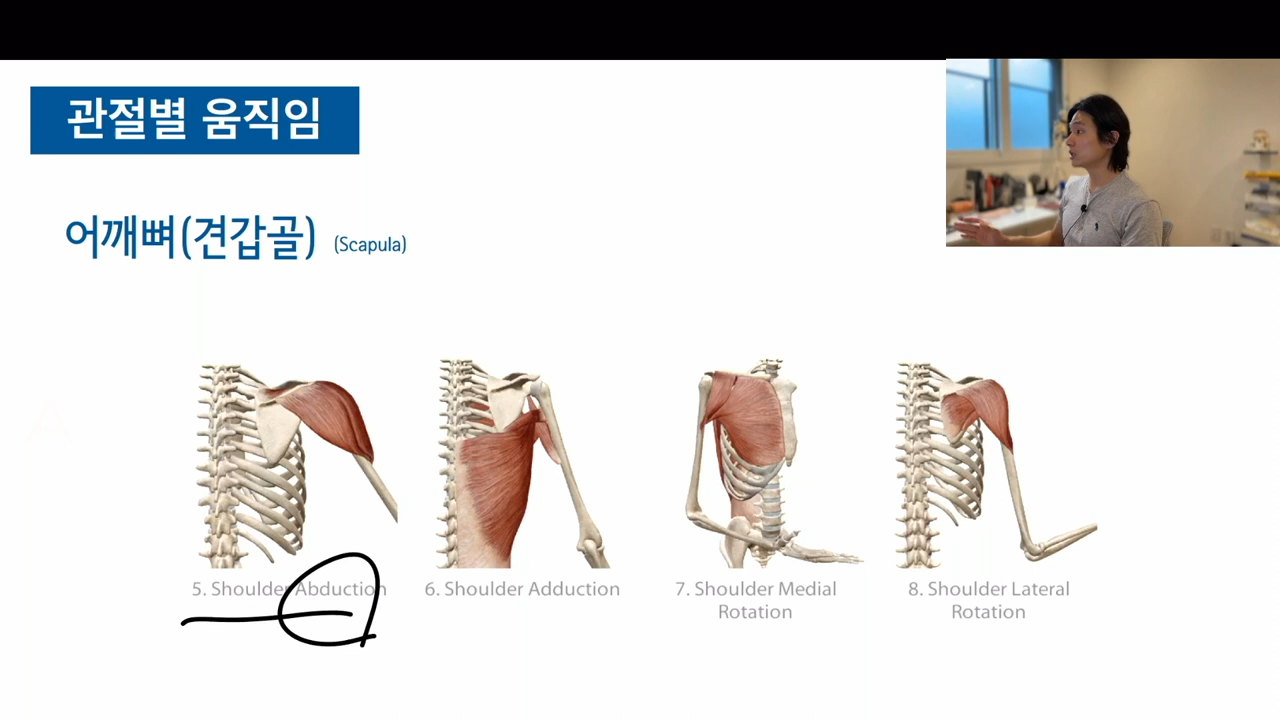 관절별 움직임
어깨뼈(견갑골) (Scapula)
5. Shoulder Abduction
6. Shoulder Adduction
7. Shoulder Medial
Rotation
8. Shoulder Lateral
Rotation